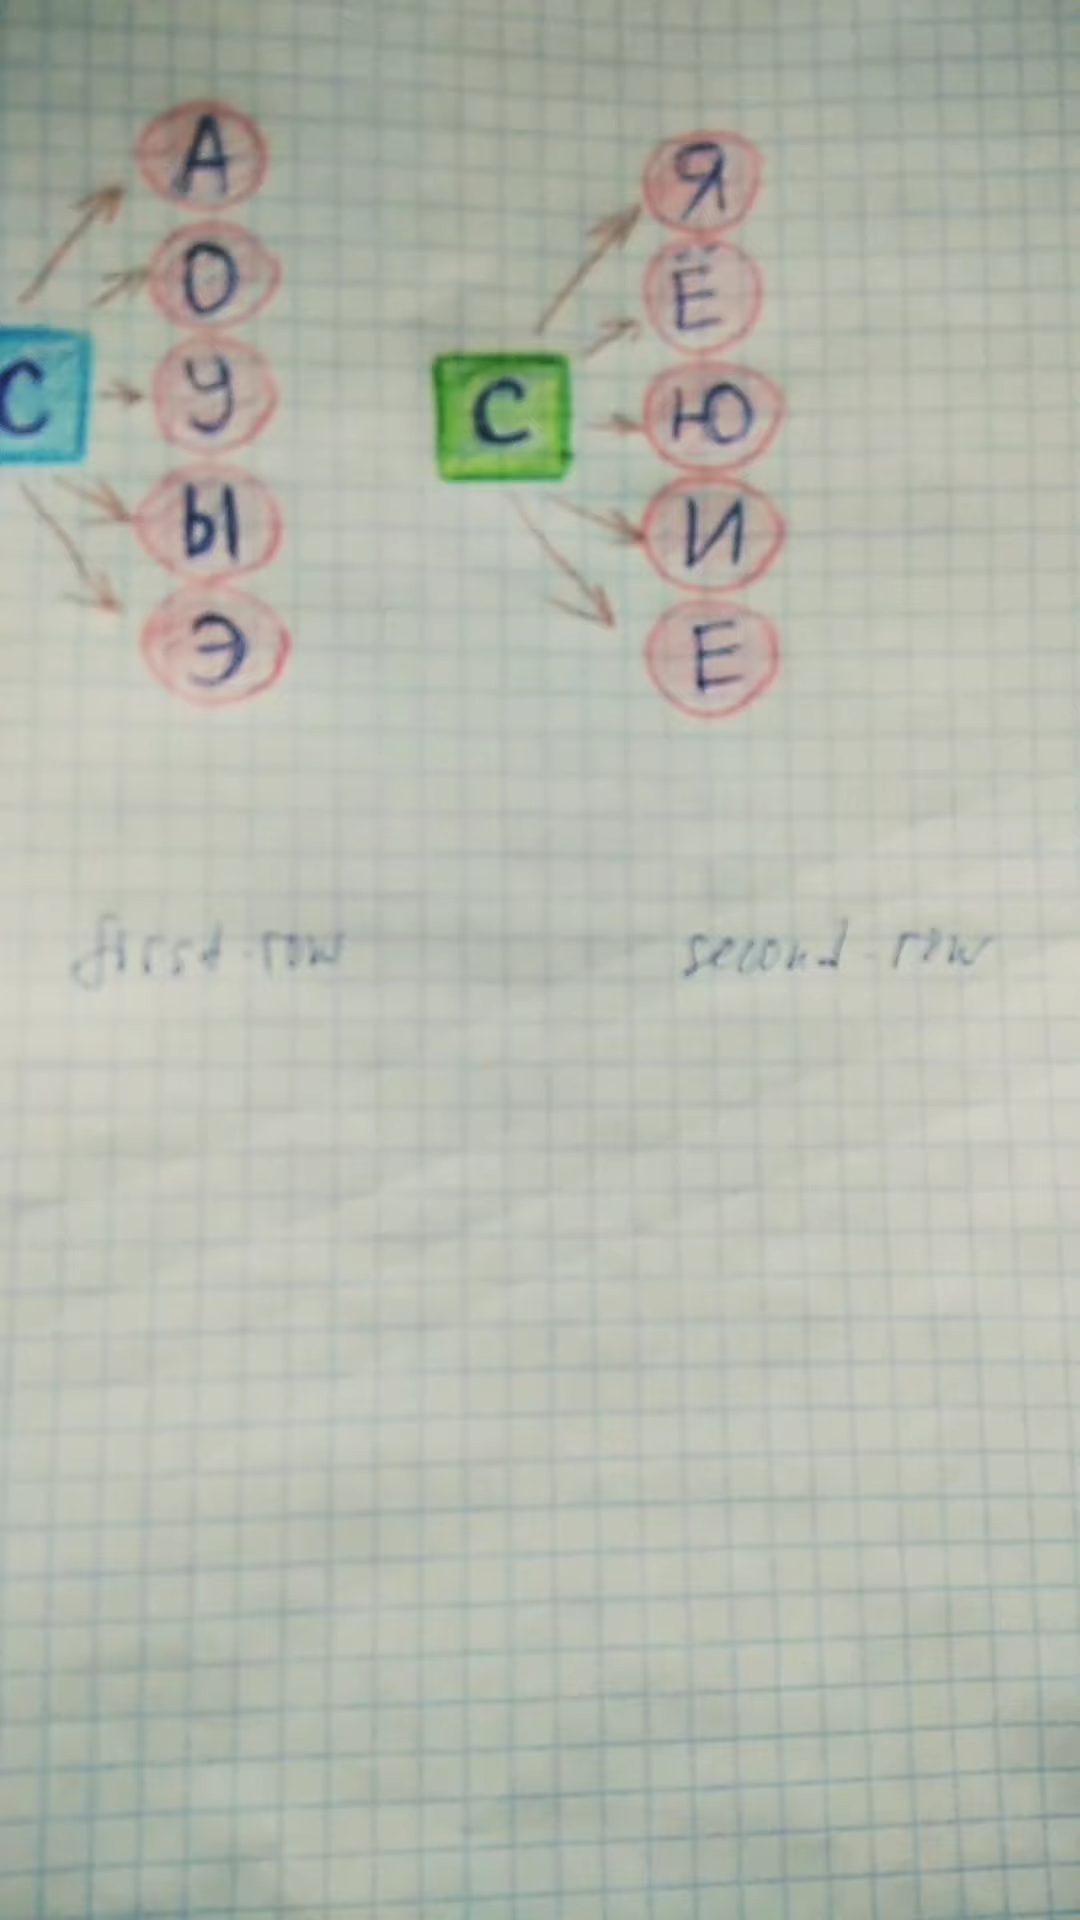 А
О
С
У
Ы
Э
Я
Ё
С
Ю
И
Е
first-row
second-row